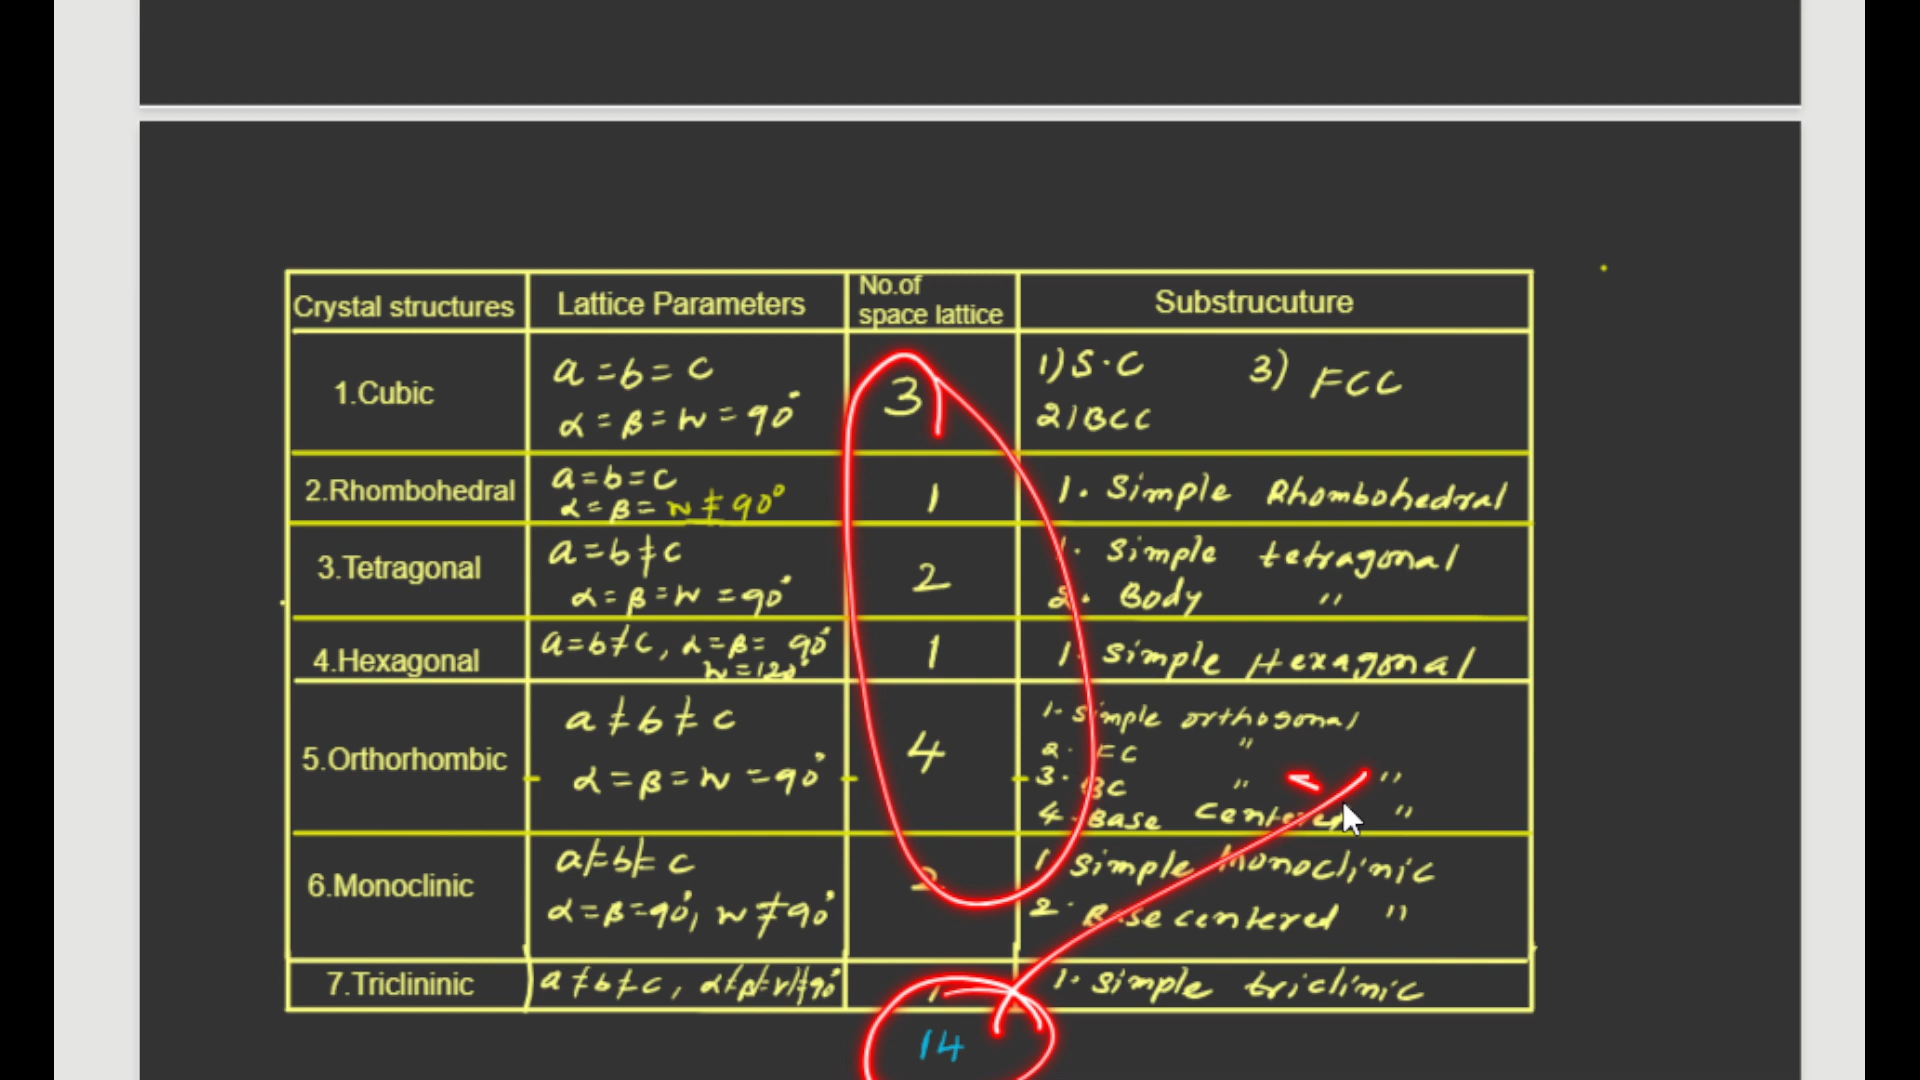 Crystal structures Lattice Parameters No.of space lattice Substrucuture
1.Cubic a = b = c 3 1) S.C 3) FCC
α = β = γ = 90° 2) BCC
2.Rhombohedral a = b = c 1 1. Simple Rhombohedral
α = β = γ ≠ 90°
3.Tetragonal a = b ≠ c 2 1. Simple tetragonal
α = β = γ = 90° 2. Body "
4.Hexagonal a = b ≠ c, α = β = 90° 1 1. Simple Hexagonal
γ = 120°
5.Orthorhombic a ≠ b ≠ c 4 1. Simple orthogonal
2. FC "
α = β = γ = 90° 3. BC " "
4. Base Centered "
6.Monoclinic a ≠ b ≠ c 2 1. Simple Monoclinic
α = β = 90°, γ ≠ 90° 2. Base centered "
7.Triclininic a ≠ b ≠ c, α ≠ β ≠ γ ≠ 90° 1 1. Simple triclinic
14